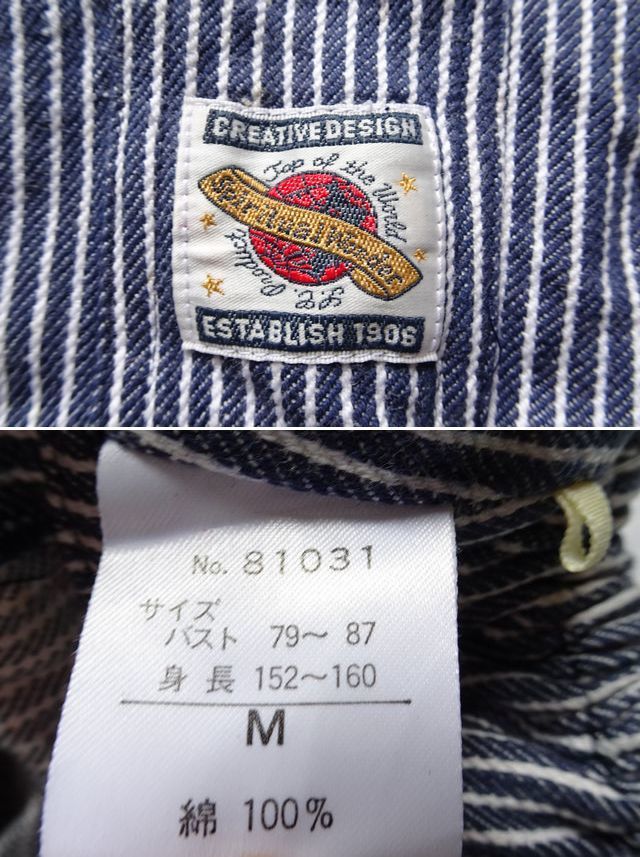 CREATIVE DESIGN
Top of the World
S.C. Product
ESTABLISH 1906
No. 81031
サイズ
バスト 79〜 87
身長 152〜160
M
綿 100%